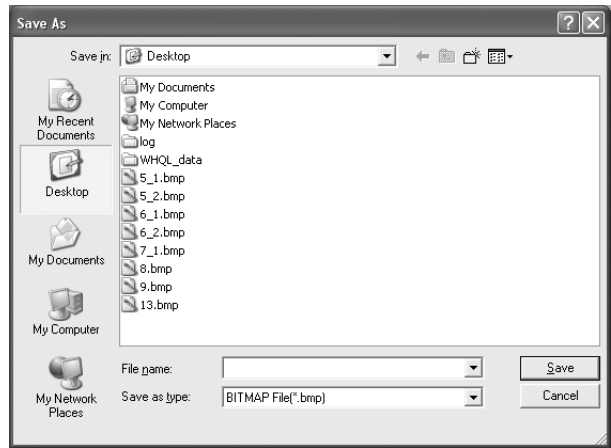 Save As
Save in: Desktop
My Recent
Documents
Desktop
My Documents
My Computer
My Network
Places
My Documents
My Computer
My Network Places
log
WHQL_data
5_1.bmp
5_2.bmp
6_1.bmp
6_2.bmp
7_1.bmp
8.bmp
9.bmp
13.bmp
File name:
Save
Save as type: BITMAP File(*.bmp)
Cancel